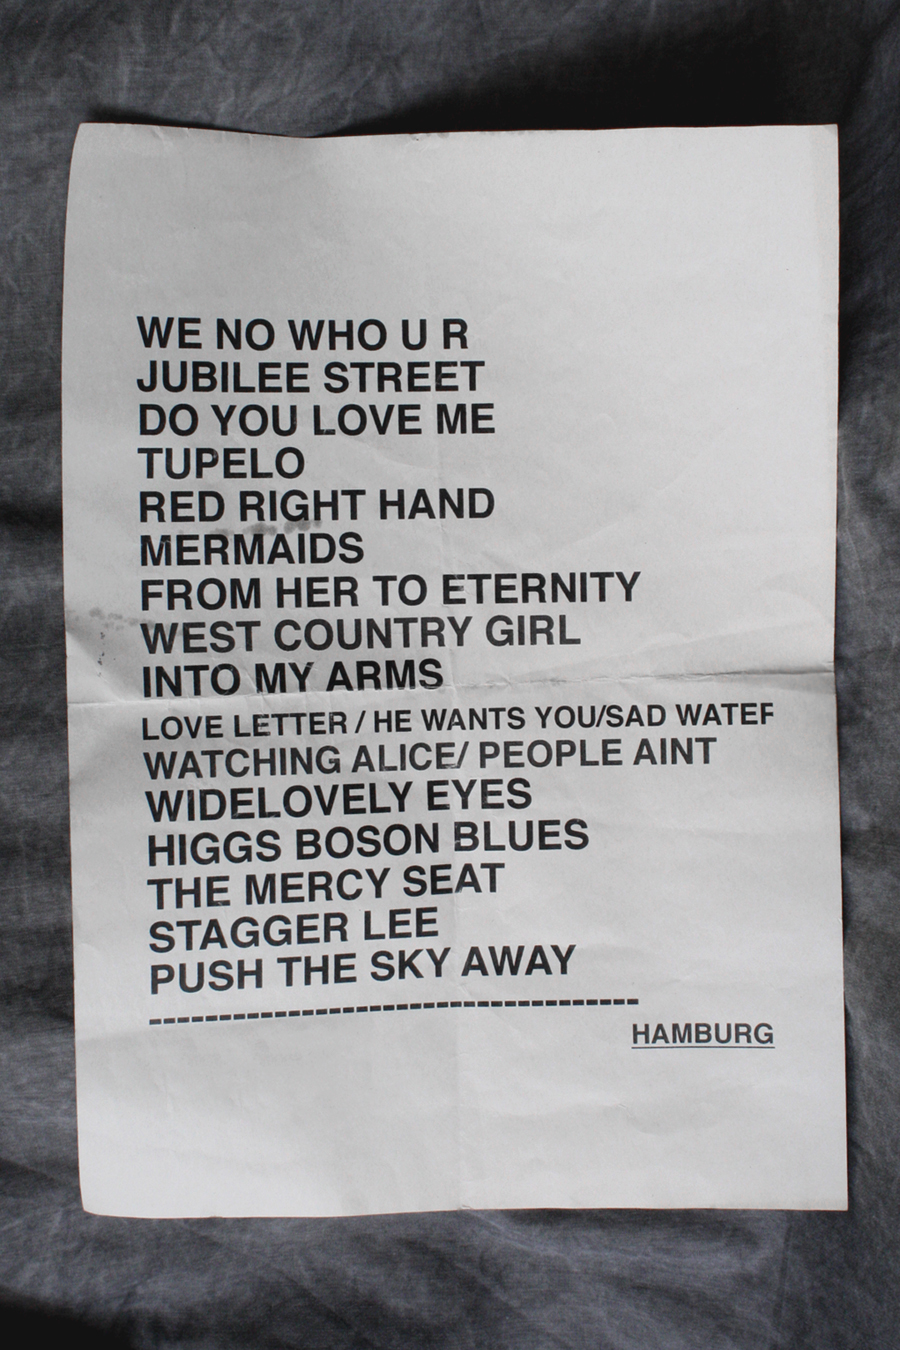 WE NO WHO U R
JUBILEE STREET
DO YOU LOVE ME
TUPELO
RED RIGHT HAND
MERMAIDS
FROM HER TO ETERNITY
WEST COUNTRY GIRL
INTO MY ARMS
LOVE LETTER / HE WANTS YOU/SAD WATEF
WATCHING ALICE/ PEOPLE AINT
WIDELOVELY EYES
HIGGS BOSON BLUES
THE MERCY SEAT
STAGGER LEE
PUSH THE SKY AWAY
HAMBURG